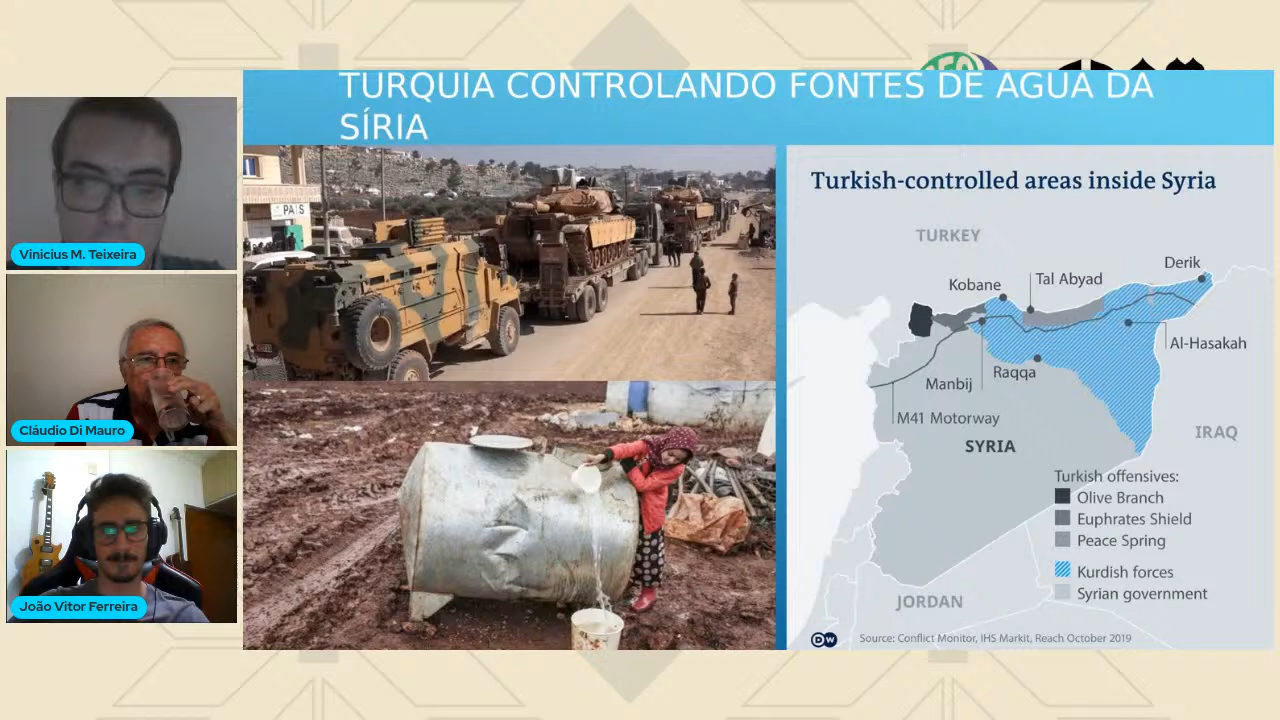 TURQUIA CONTROLANDO FONTES DE AGUA DA
SÍRIA
Vinicius M. Teixeira
Cláudio Di Mauro
João Vitor Ferreira
Turkish-controlled areas inside Syria
TURKEY
Derik
Kobane
Tal Abyad
Al-Hasakah
Manbij
Raqqa
M41 Motorway
SYRIA
IRAQ
JORDAN
Turkish offensives:
Olive Branch
Euphrates Shield
Peace Spring
Kurdish forces
Syrian government
DW
Source: Conflict Monitor, IHS Markit, Reach October 2019